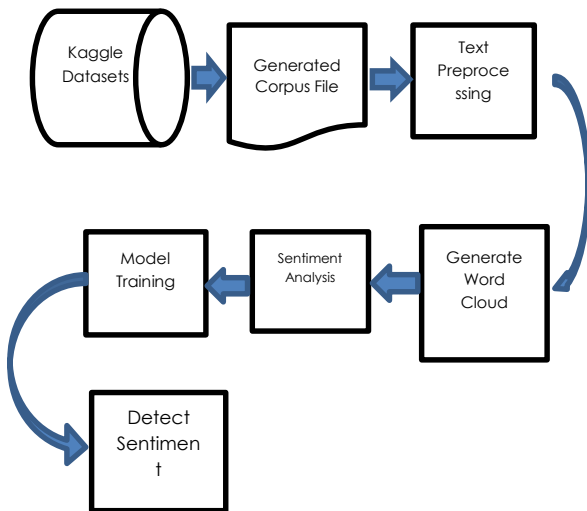 Kaggle
Datasets
Generated
Corpus File
Text
Preproce
ssing
Generate
Word
Cloud
Sentiment
Analysis
Model
Training
Detect
Sentimen
t